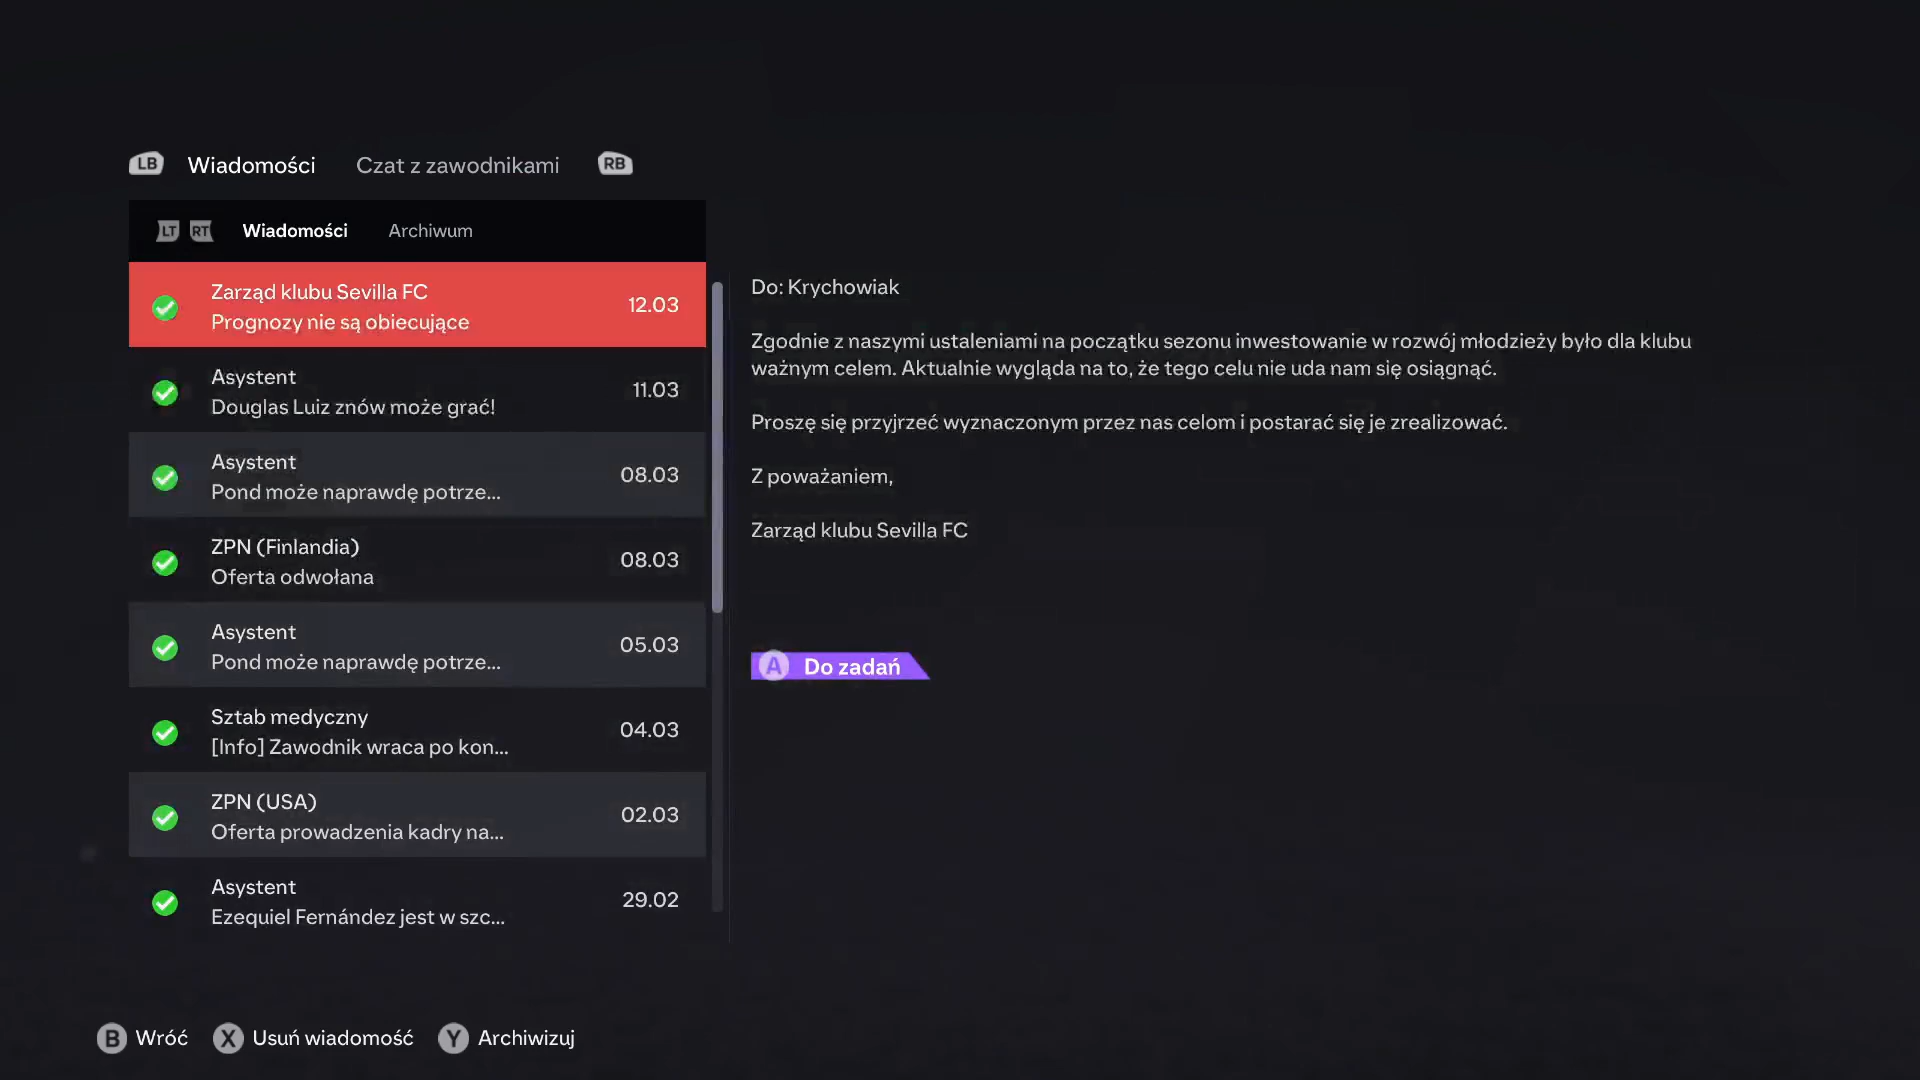 LB Wiadomości Czat z zawodnikami RB
LT RT Wiadomości Archiwum
Zarząd klubu Sevilla FC
Prognozy nie są obiecujące
12.03
Asystent
Douglas Luiz znów może grać!
11.03
Asystent
Pond może naprawdę potrze...
08.03
ZPN (Finlandia)
Oferta odwołana
08.03
Asystent
Pond może naprawdę potrze...
05.03
Sztab medyczny
[Info] Zawodnik wraca po kon...
04.03
ZPN (USA)
Oferta prowadzenia kadry na...
02.03
Asystent
Ezequiel Fernández jest w szc...
29.02
Do: Krychowiak
Zgodnie z naszymi ustaleniami na początku sezonu inwestowanie w rozwój młodzieży było dla klubu
ważnym celem. Aktualnie wygląda na to, że tego celu nie uda nam się osiągnąć.
Proszę się przyjrzeć wyznaczonym przez nas celom i postarać się je zrealizować.
Z poważaniem,
Zarząd klubu Sevilla FC
A Do zadań
B Wróć X Usuń wiadomość Y Archiwizuj